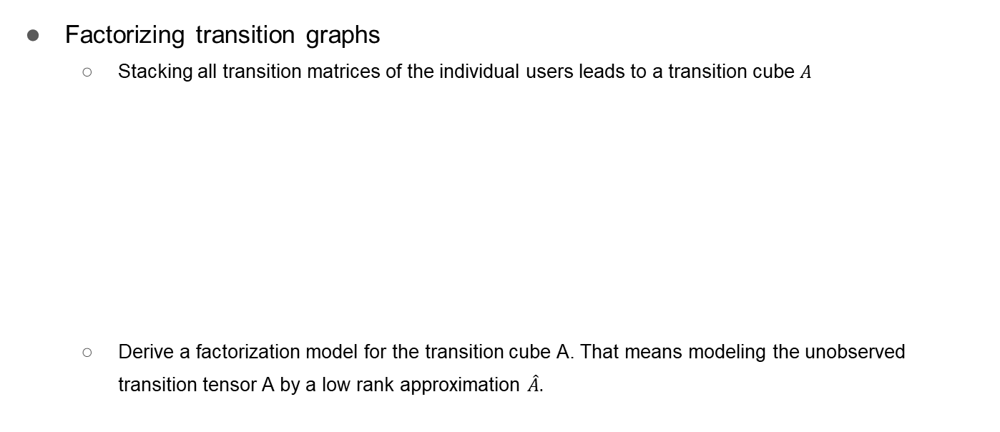 ● Factorizing transition graphs
○ Stacking all transition matrices of the individual users leads to a transition cube A
○ Derive a factorization model for the transition cube A. That means modeling the unobserved
transition tensor A by a low rank approximation Â.